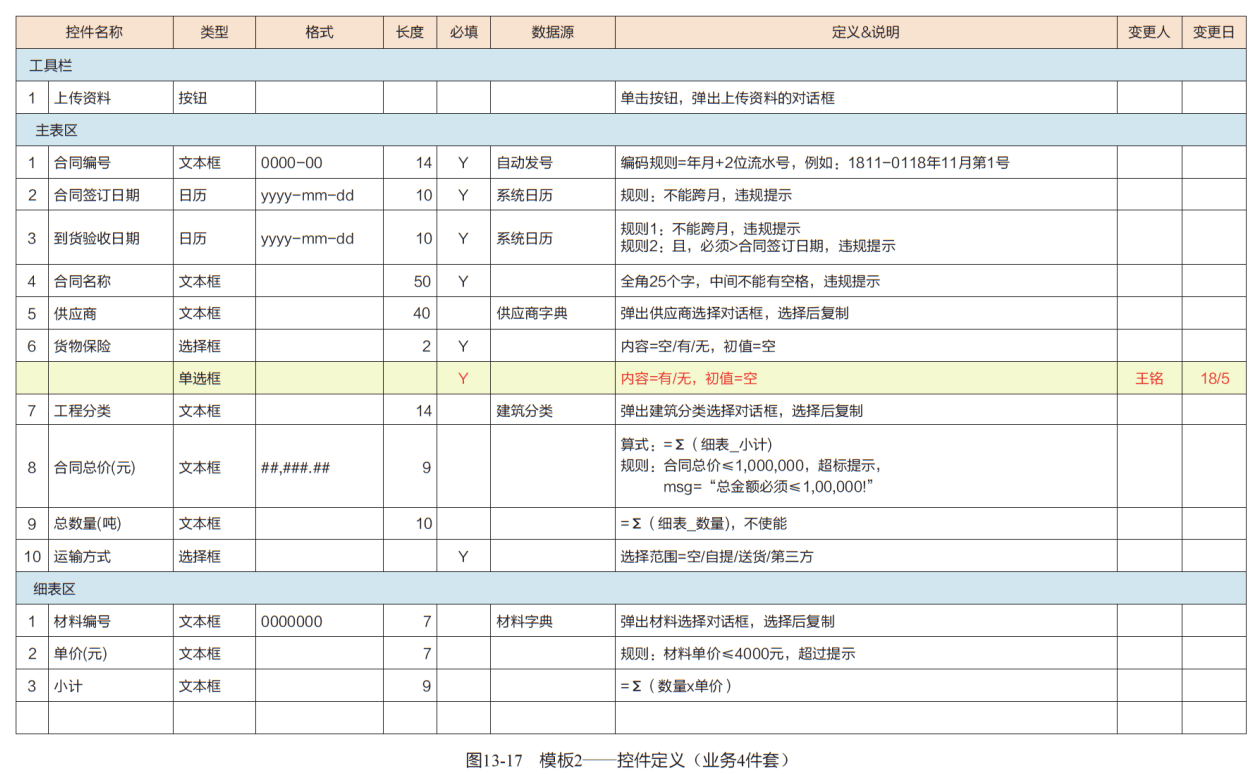 控件名称 类型 格式 长度 必填 数据源 定义&说明 变更人 变更日
工具栏
1 上传资料 按钮 单击按钮，弹出上传资料的对话框
主表区
1 合同编号 文本框 0000-00 14 Y 自动发号 编码规则=年月+2位流水号，例如：1811-0118年11月第1号
2 合同签订日期 日历 yyyy-mm-dd 10 Y 系统日历 规则：不能跨月，违规提示
3 到货验收日期 日历 yyyy-mm-dd 10 Y 系统日历 规则1：不能跨月，违规提示
规则2：且，必须>合同签订日期，违规提示
4 合同名称 文本框 50 Y 全角25个字，中间不能有空格，违规提示
5 供应商 文本框 40 供应商字典 弹出供应商选择对话框，选择后复制
6 货物保险 选择框 2 Y 内容=空/有/无，初值=空
单选框 Y 内容=有/无，初值=空 王铭 18/5
7 工程分类 文本框 14 建筑分类 弹出建筑分类选择对话框，选择后复制
8 合同总价(元) 文本框 ##,###.## 9 算式：=Σ（细表_小计)
规则：合同总价≤1,000,000，超标提示，
msg=“总金额必须≤1,00,000!”
9 总数量(吨) 文本框 10 =Σ（细表_数量)，不使能
10 运输方式 选择框 Y 选择范围=空/自提/送货/第三方
细表区
1 材料编号 文本框 0000000 7 材料字典 弹出材料选择对话框，选择后复制
2 单价(元) 文本框 7 规则：材料单价≤4000元，超过提示
3 小计 文本框 9 =Σ（数量x单价）
图13-17 模板2——控件定义（业务4件套）